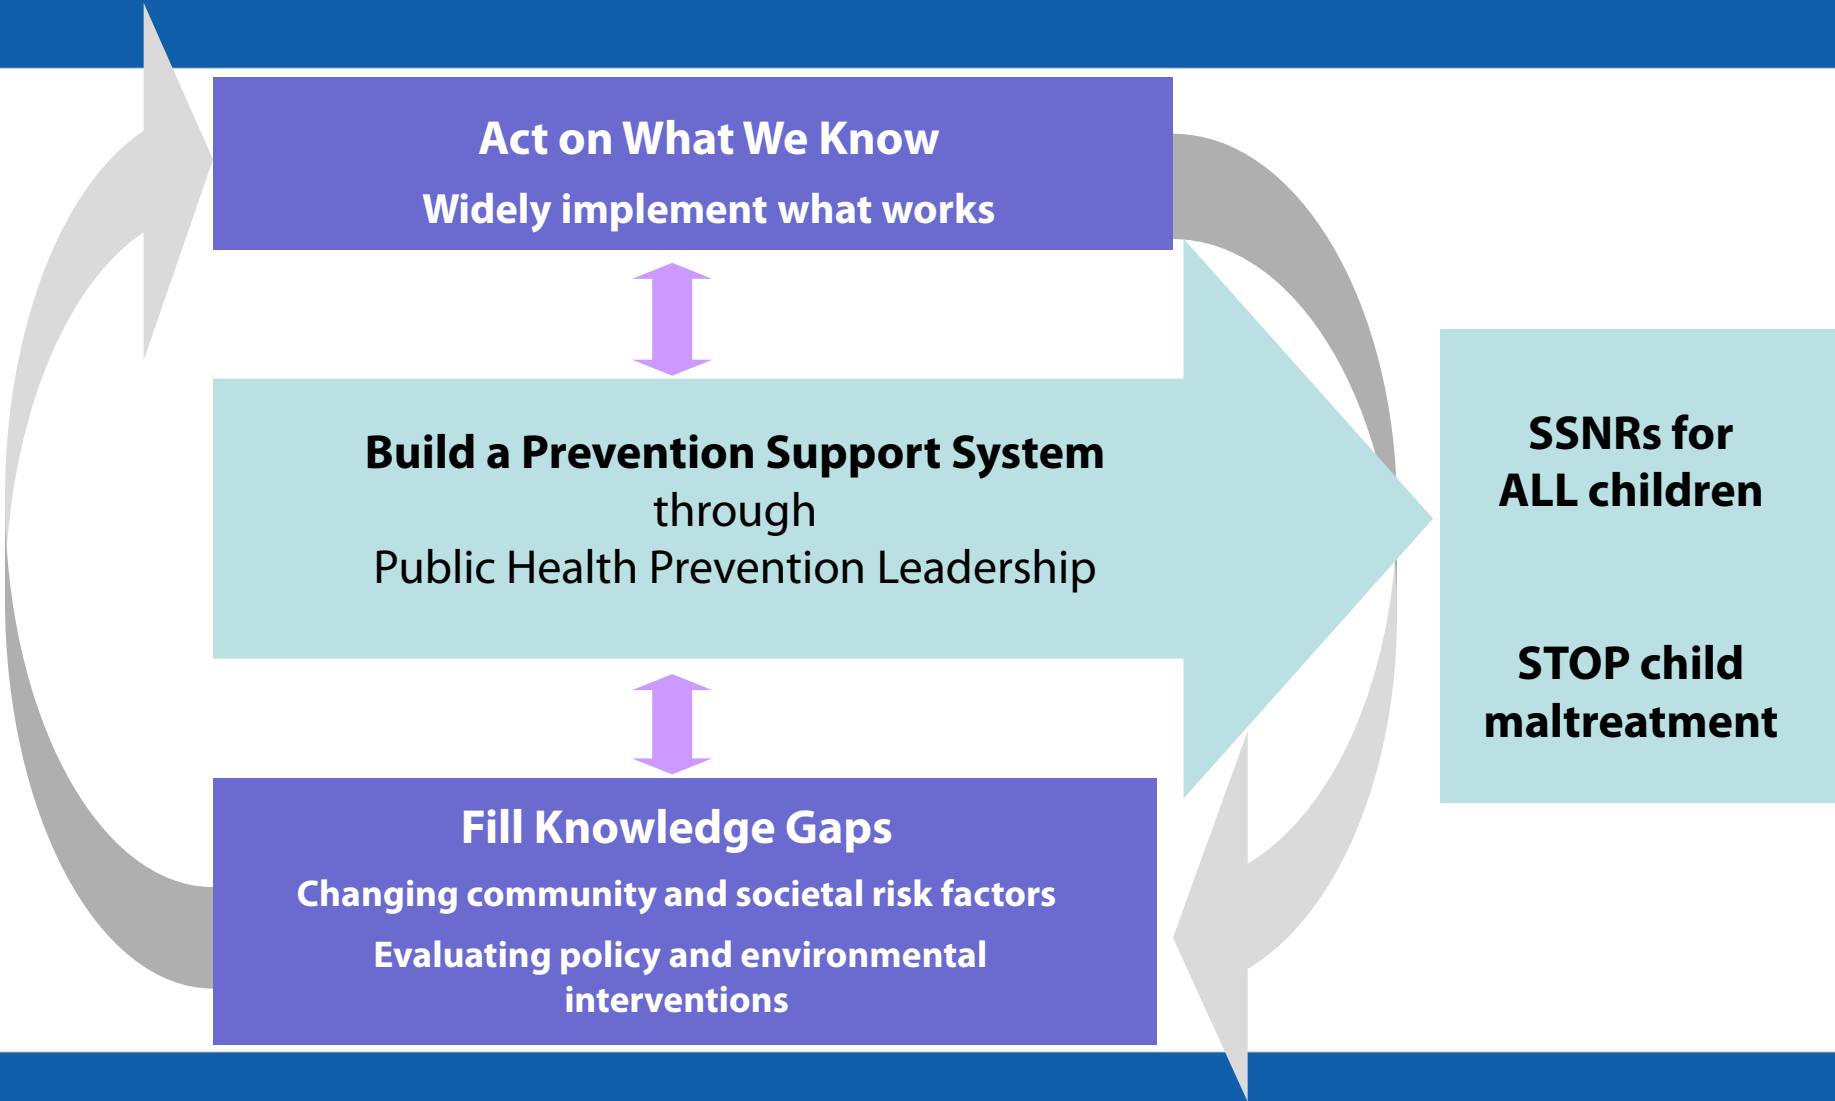 Act on What We Know
Widely implement what works
Build a Prevention Support System
through
Public Health Prevention Leadership
SSNRs for
ALL children
STOP child
maltreatment
Fill Knowledge Gaps
Changing community and societal risk factors
Evaluating policy and environmental
interventions